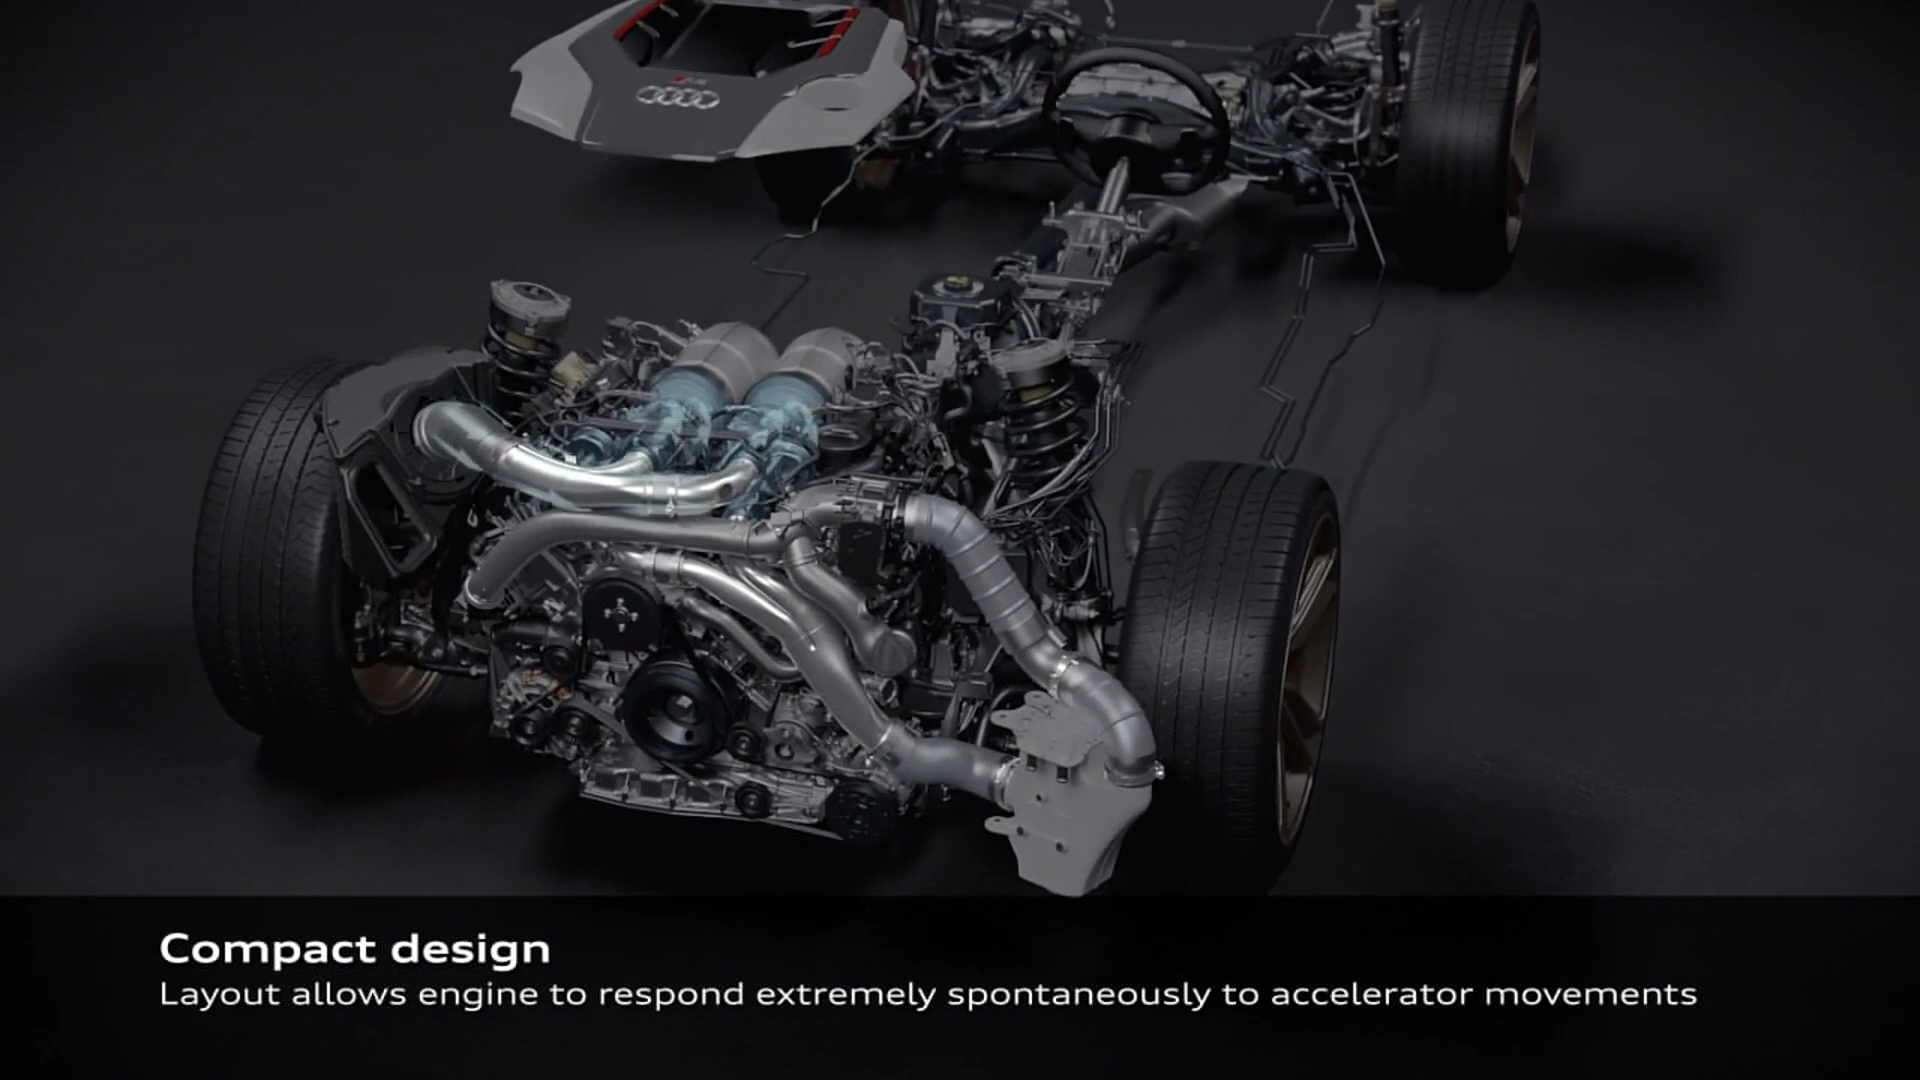 Compact design
Layout allows engine to respond extremely spontaneously to accelerator movements